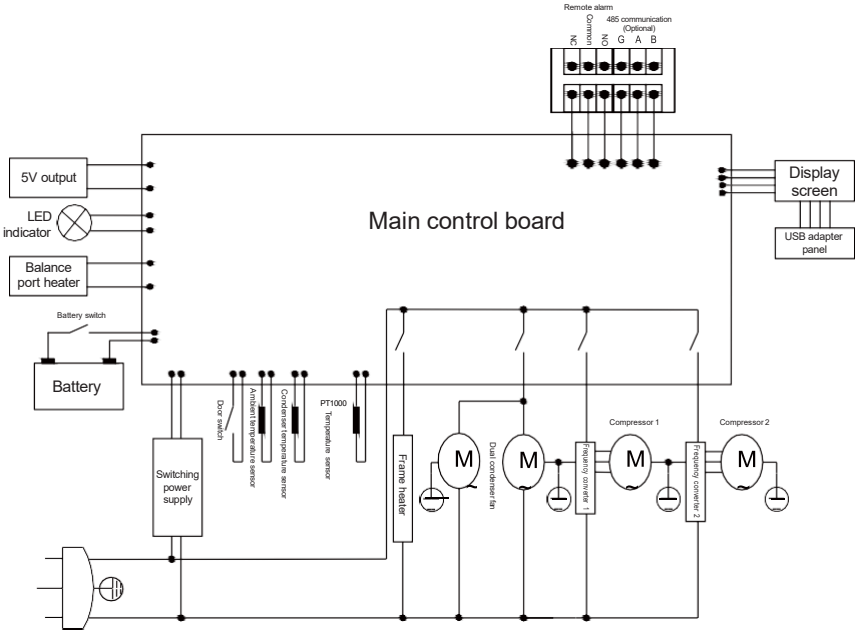 Remote alarm
485 communication
(Optional)
NC
Common
NO
G
A
B
5V output
LED
indicator
Balance
port heater
Battery switch
Battery
Main control board
Display
screen
USB adapter
panel
Door switch
Ambient temperature sensor
Condenser temperature sensor
PT1000
Temperature sensor
Switching
power
supply
Frame heater
M
Dual condenser fan
M
Frequency converter 1
Compressor 1
M
Frequency converter 2
Compressor 2
M